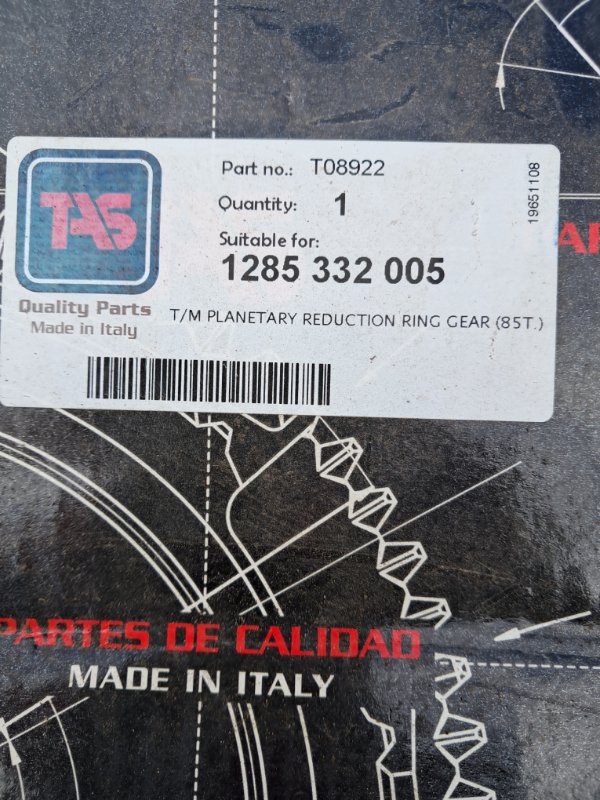 TAS
Quality Parts
Made in Italy
Part no.: T08922
Quantity: 1
Suitable for:
1285 332 005
T/M PLANETARY REDUCTION RING GEAR (85T.)
19651108
PARTES DE CALIDAD
MADE IN ITALY